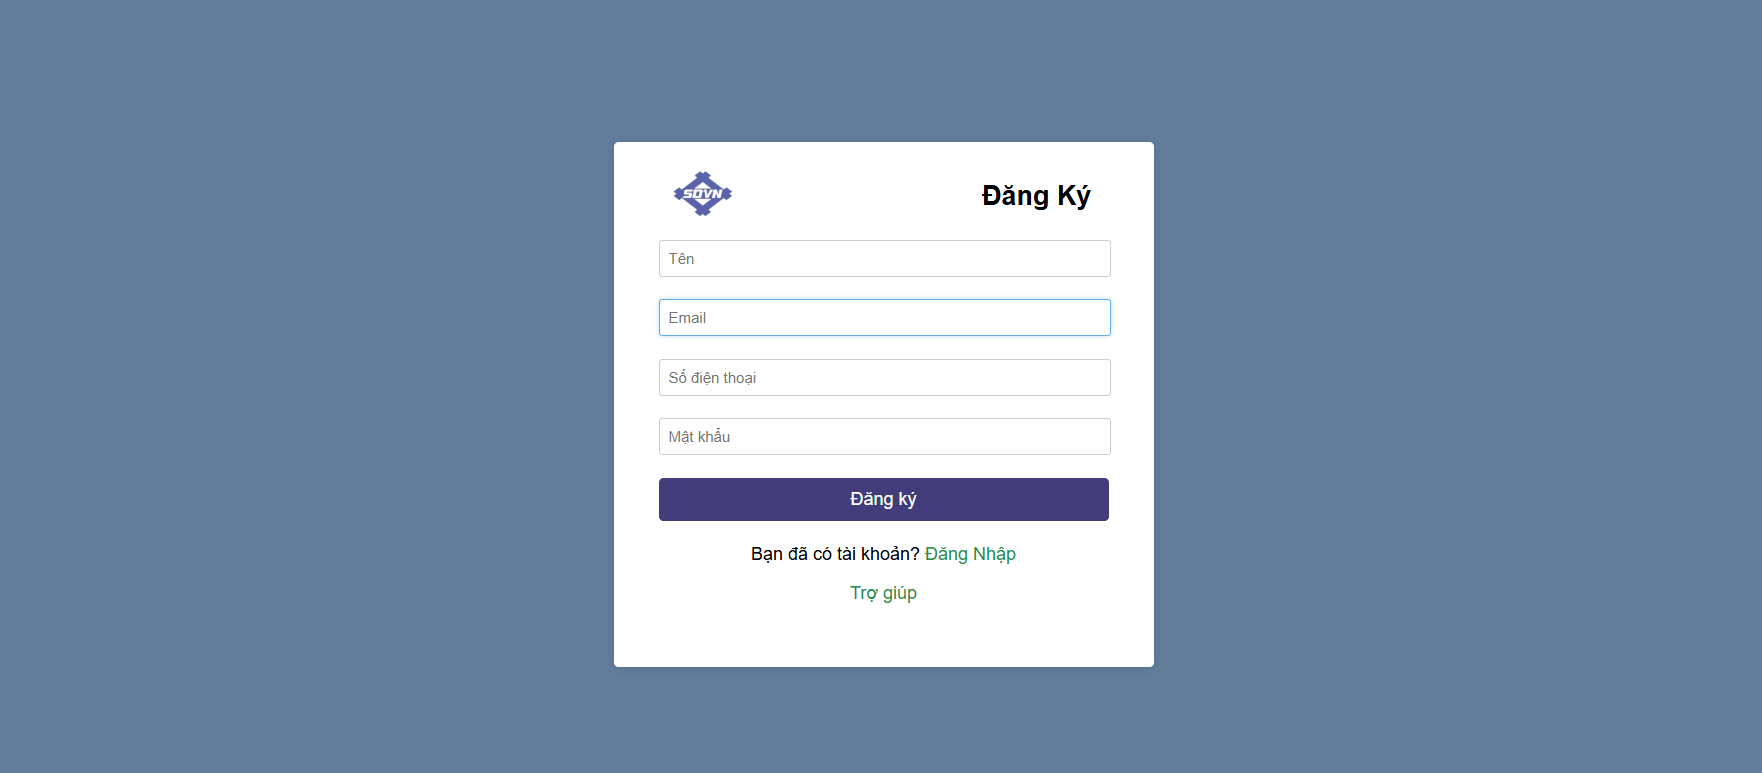 SDVN
Đăng Ký
Tên
Email
Số điện thoại
Mật khẩu
Đăng ký
Bạn đã có tài khoản? Đăng Nhập
Trợ giúp